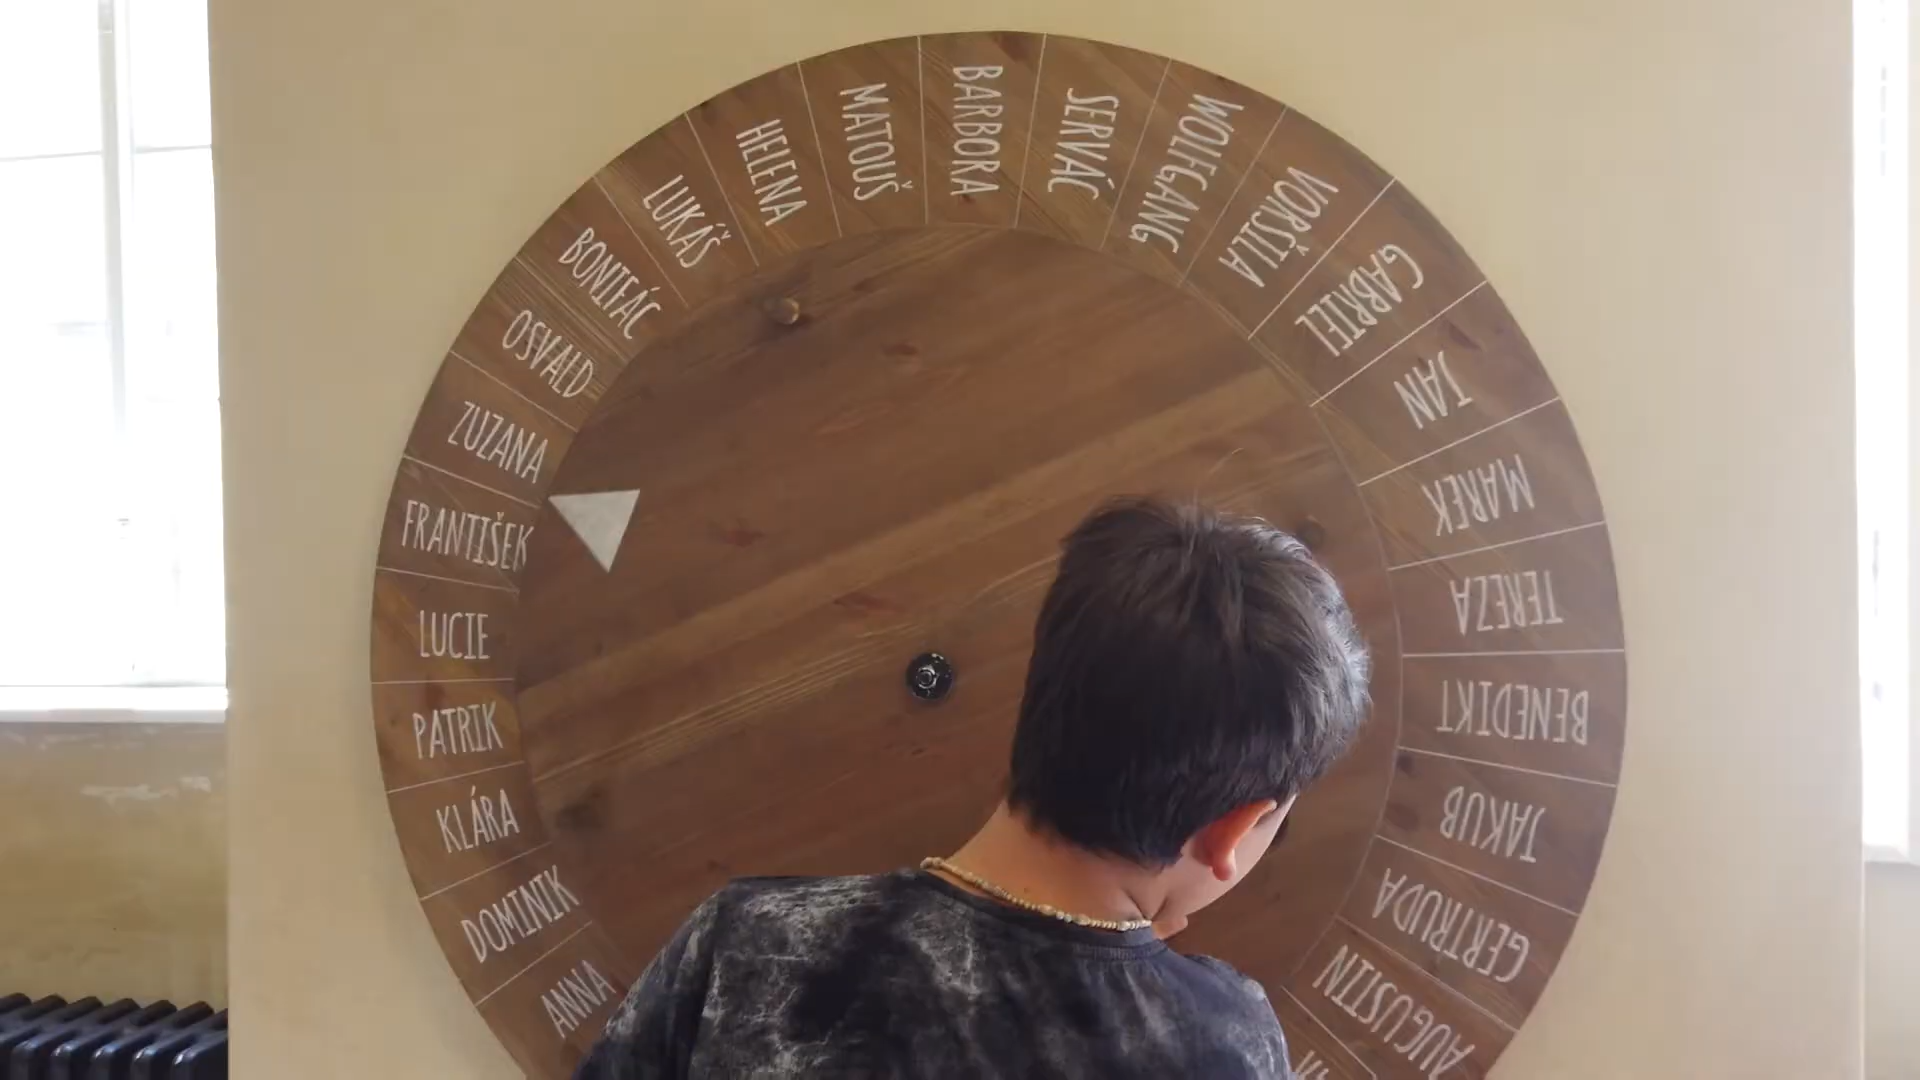 ANNA
DOMINIK
KLÁRA
PATRIK
LUCIE
FRANTIŠEK
ZUZANA
OSVALD
BONIFÁC
LUKÁŠ
HELENA
MATOUŠ
BARBORA
SERVÁC
WOLFGANG
VORŠILA
GABRIEL
JAN
MAREK
TEREZA
BENEDIKT
JAKUB
GERTRUDA
AUGUSTIN